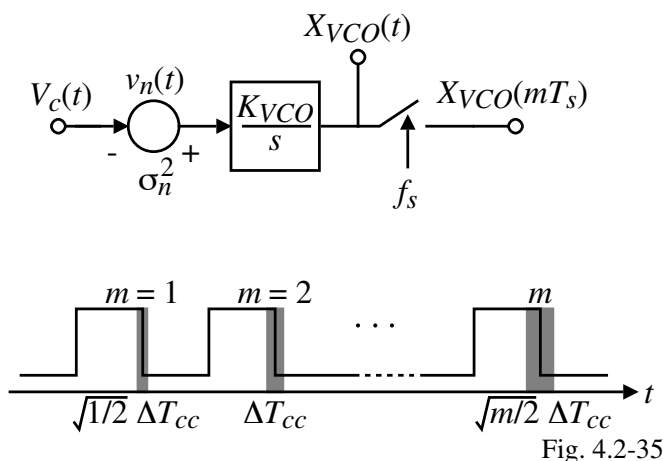 X_VCO(t)
V_c(t) v_n(t) K_VCO/s X_VCO(mT_s)
- +
σ_n^2
f_s
m = 1 m = 2 m
. . .
t
√1/2 ΔT_cc ΔT_cc √m/2 ΔT_cc
Fig. 4.2-35